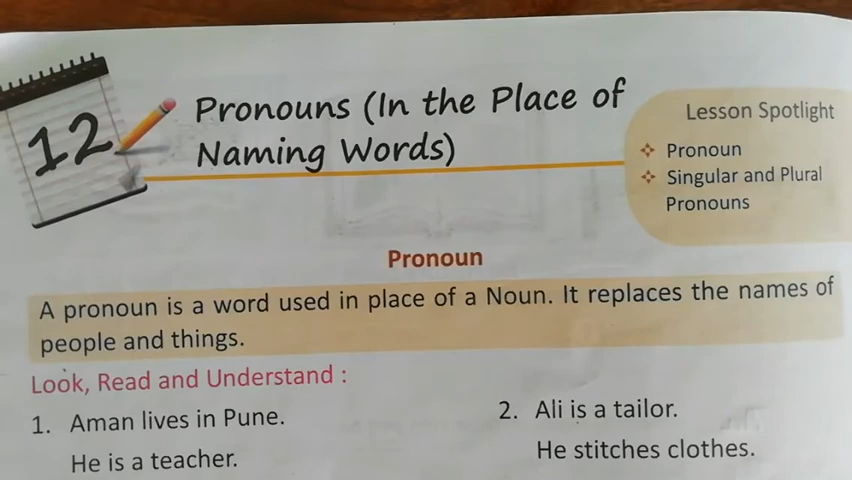 12
Pronouns (In the Place of
Naming Words)
Lesson Spotlight
❖ Pronoun
❖ Singular and Plural
Pronouns
Pronoun
A pronoun is a word used in place of a Noun. It replaces the names of
people and things.
Look, Read and Understand :
1. Aman lives in Pune.
He is a teacher.
2. Ali is a tailor.
He stitches clothes.